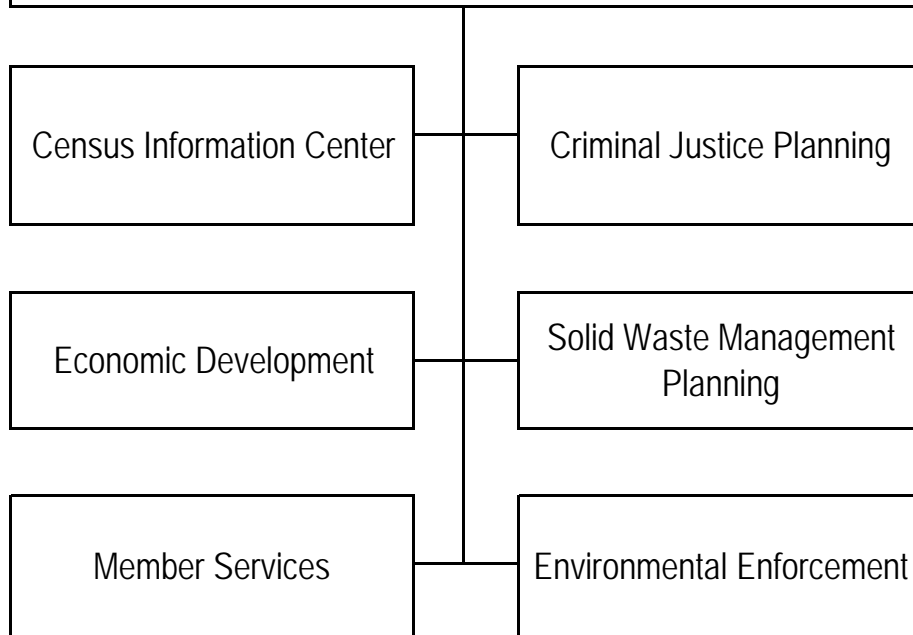 Census Information Center
Criminal Justice Planning
Economic Development
Solid Waste Management
Planning
Member Services
Environmental Enforcement